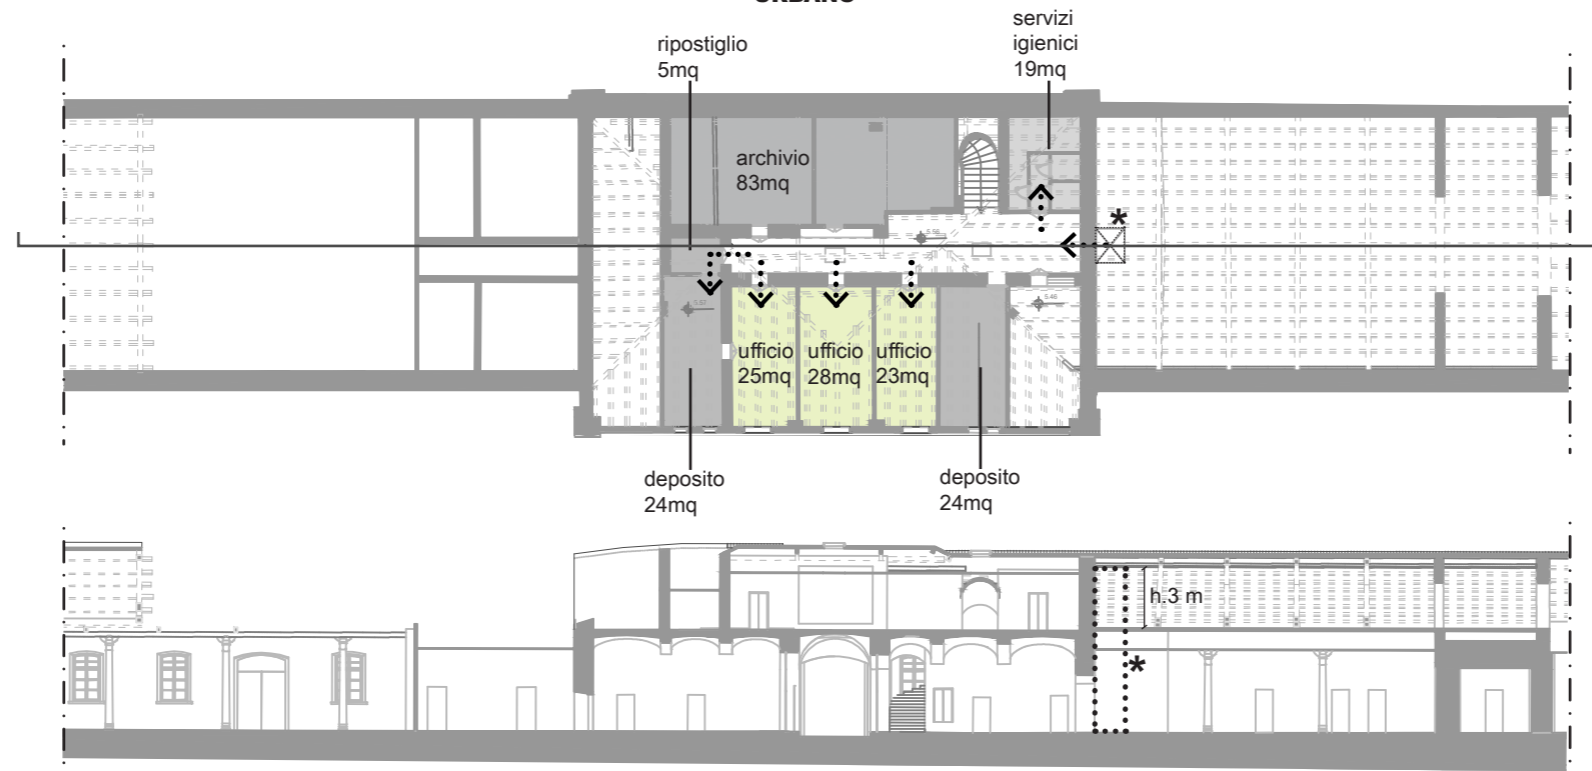 servizi
igienici
19mq
ripostiglio
5mq
archivio
83mq
*
ufficio
25mq
ufficio
28mq
ufficio
23mq
deposito
24mq
deposito
24mq
h.3 m
*